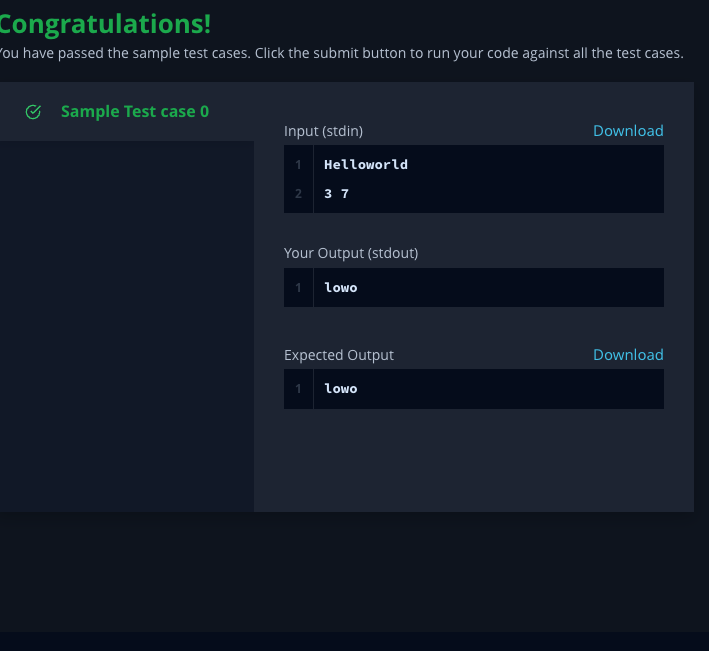 Congratulations!
You have passed the sample test cases. Click the submit button to run your code against all the test cases.
Sample Test case 0
Input (stdin)
Download
1 Helloworld
2 3 7
Your Output (stdout)
1 lowo
Expected Output
Download
1 lowo